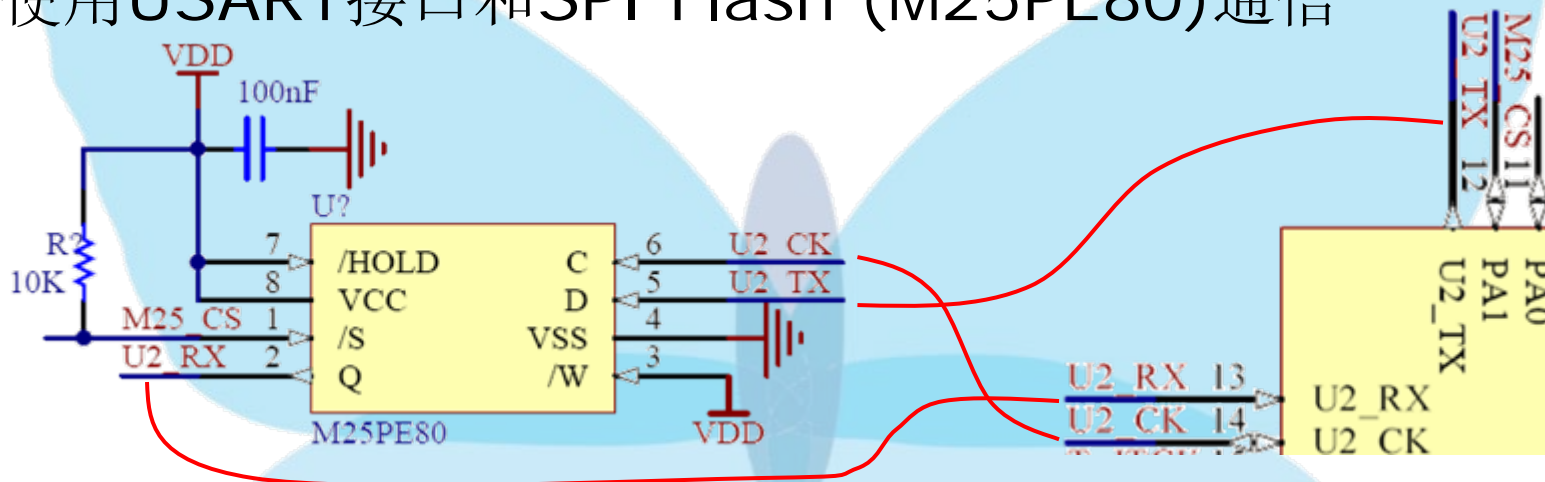 使用USART接口和SPI Flash (M25PE80)通信
VDD
100nF
U?
R?
10K
7
/HOLD
8
VCC
M25_CS
1
/S
U2_RX
2
Q
C
6
U2_CK
D
5
U2_TX
VSS
4
/W
3
VDD
M25PE80
U2_TX
12
M25_CS
11
U2_TX
PA1
PA0
U2_RX
13
U2_RX
U2_CK
14
U2_CK